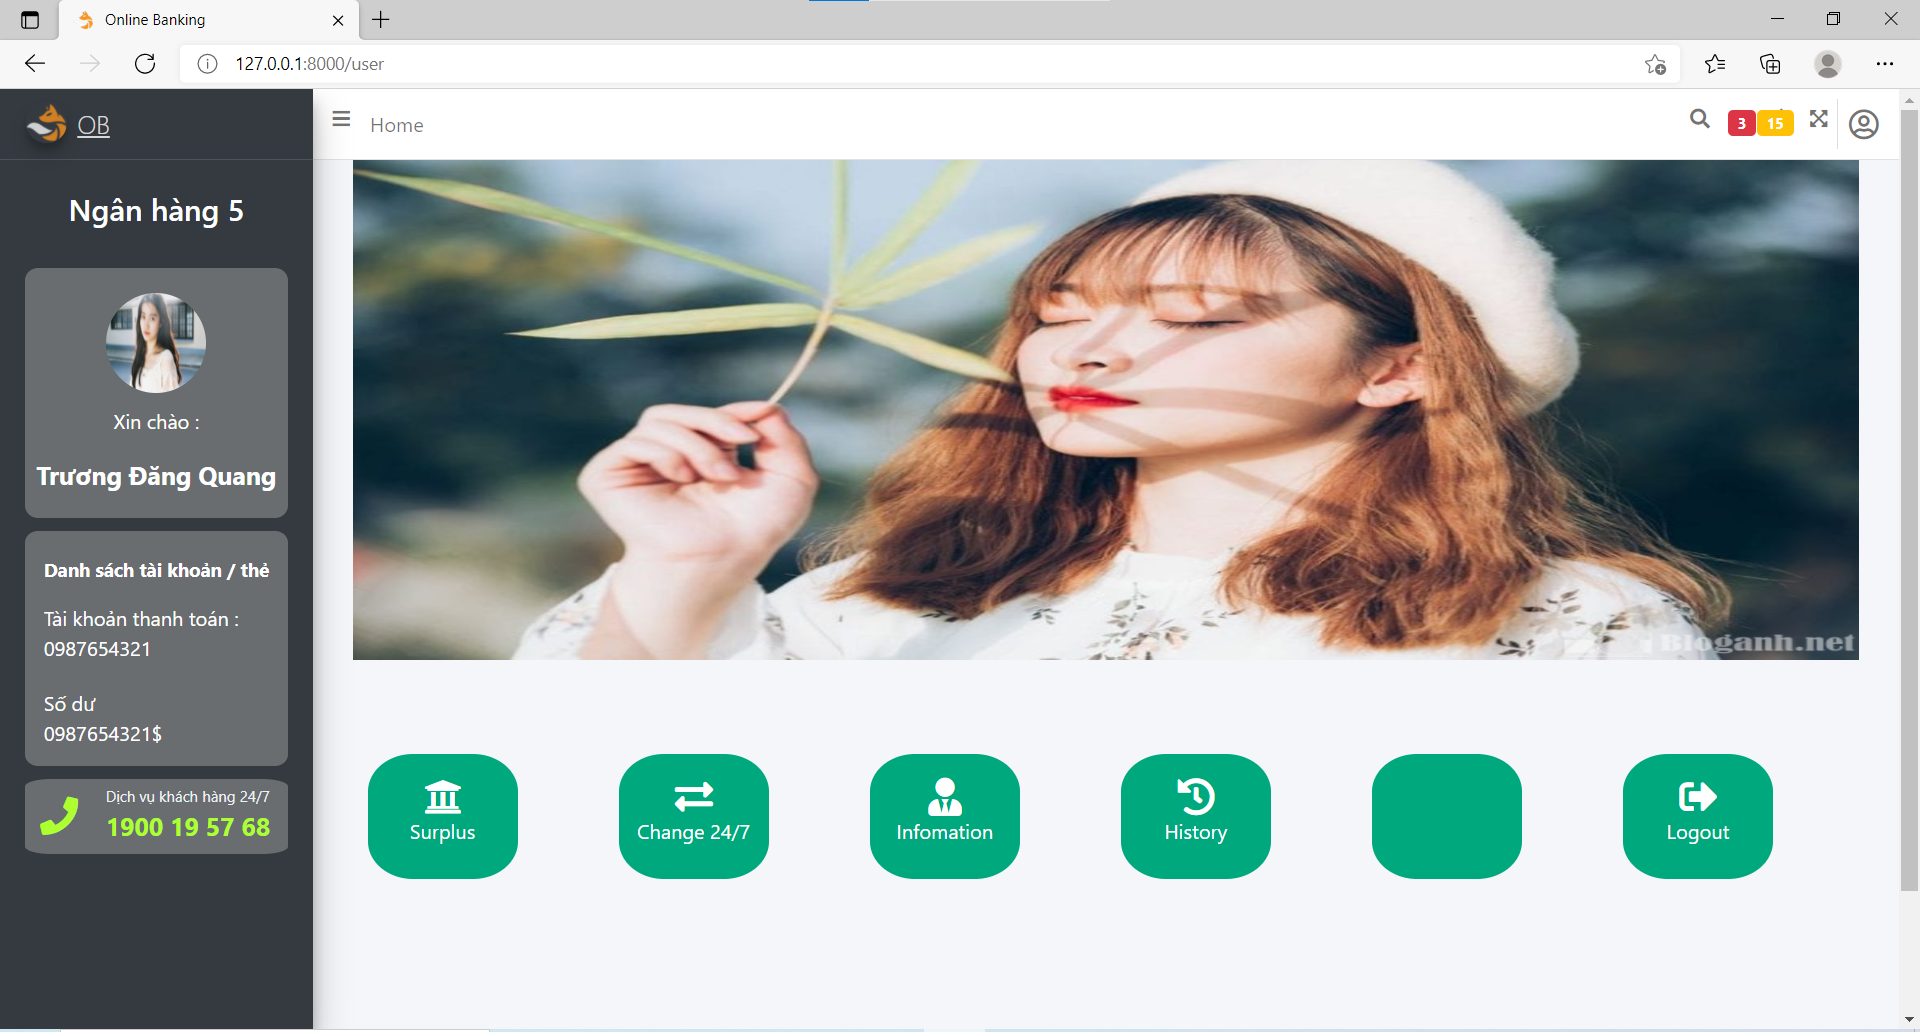 Online Banking
127.0.0.1:8000/user
OB
Home
3
15
Ngân hàng 5
Xin chào :
Trương Đăng Quang
Danh sách tài khoản / thẻ
Tài khoản thanh toán :
0987654321
Số dư
0987654321$
Dịch vụ khách hàng 24/7
1900 19 57 68
Bloganh.net
Surplus
Change 24/7
Infomation
History
Logout